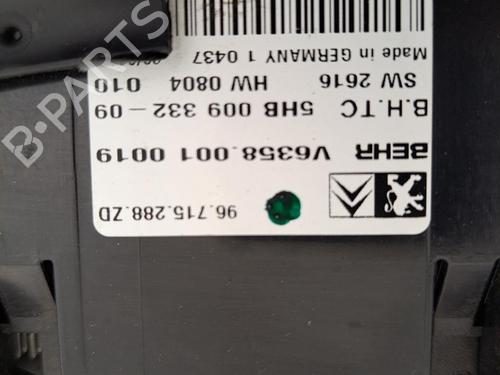 96.715.288.ZD
BEHR V6358.001 0019
B.H.TC 5HB 009 332-09
SW 2616 HW 0804 010
Made in GERMANY 1 0437
B-PARTS